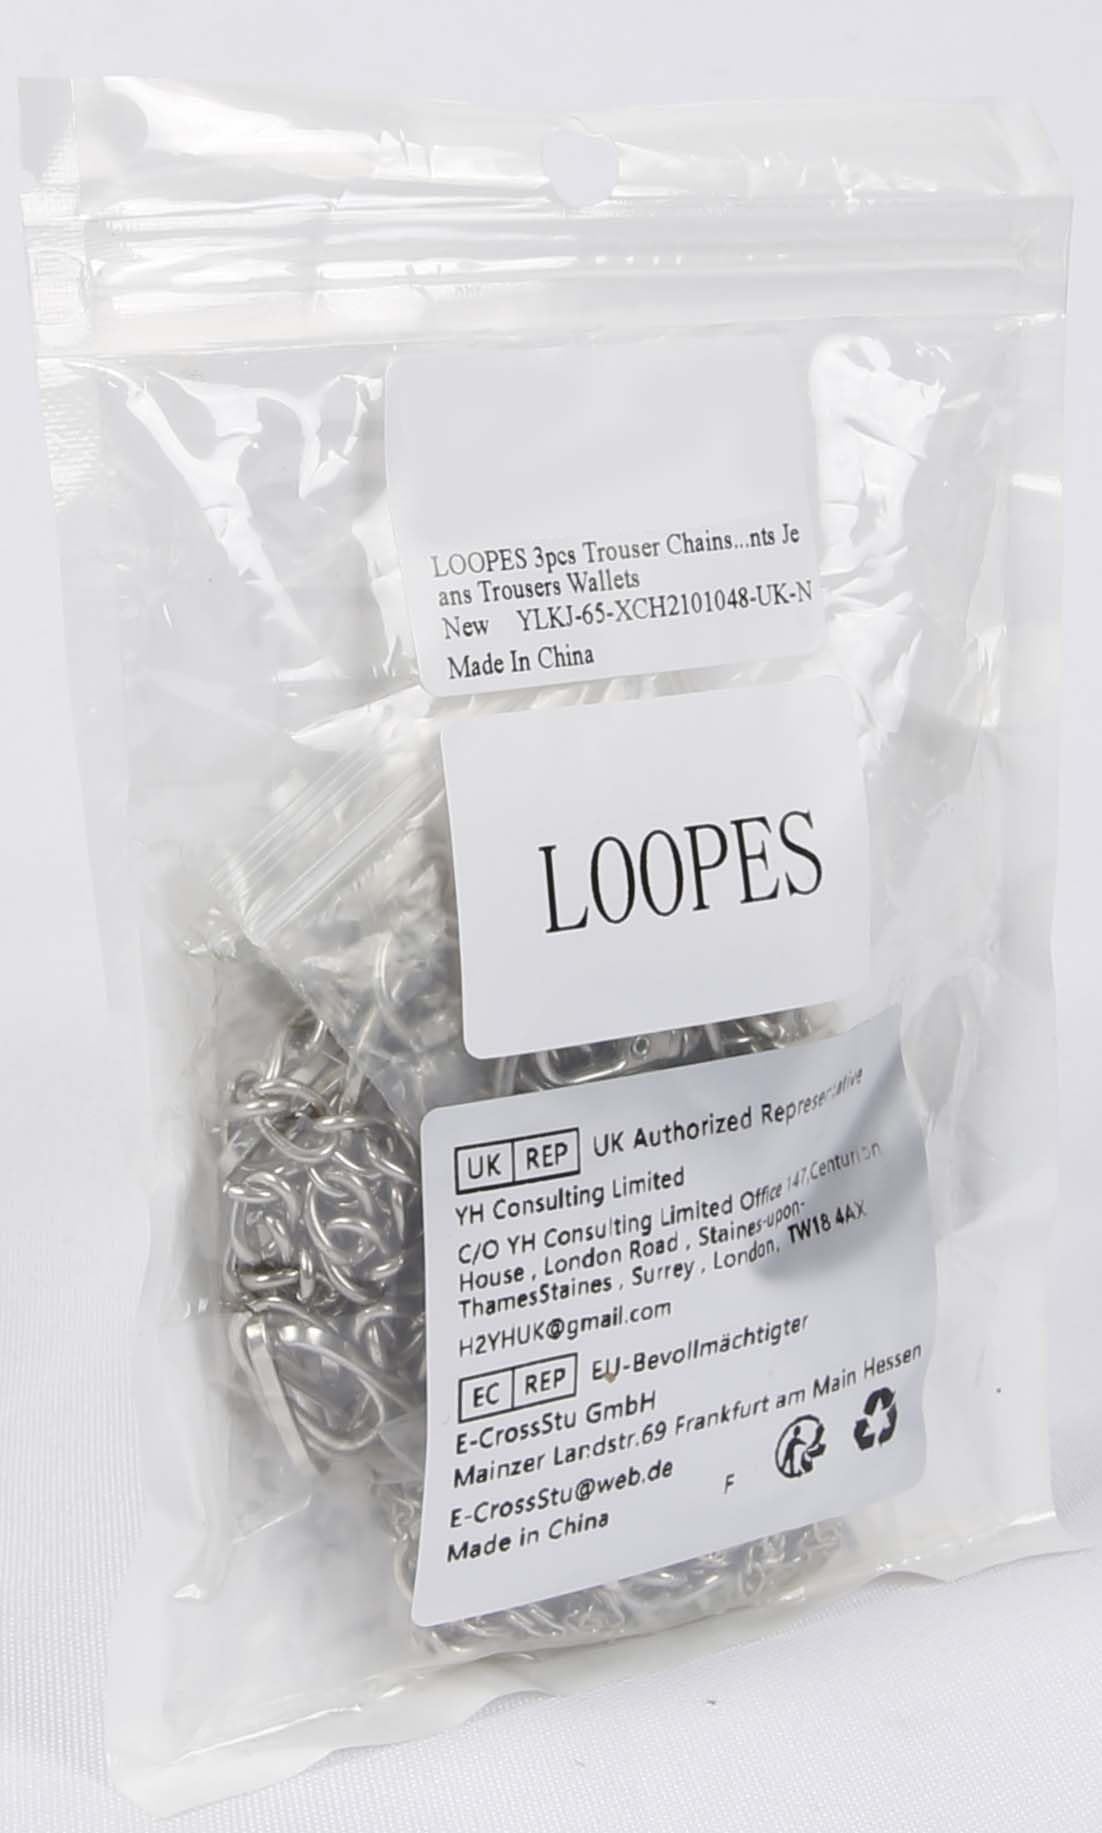 LOOPES 3pcs Trouser Chains...nts Je
ans Trousers Wallets
New YLKJ-65-XCH2101048-UK-N
Made In China
LOOPES
UK REP UK Authorized Representative
YH Consulting Limited
C/O YH Consulting Limited Office 147,Centurion
House , London Road , Staines-upon-
ThamesStaines , Surrey , London, TW18 4AX
H2YHUK@gmail.com
EC REP EU-Bevollmächtigter
E-CrossStu GmbH
Mainzer Landstr.69 Frankfurt am Main Hessen
E-CrossStu@web.de
F
Made in China